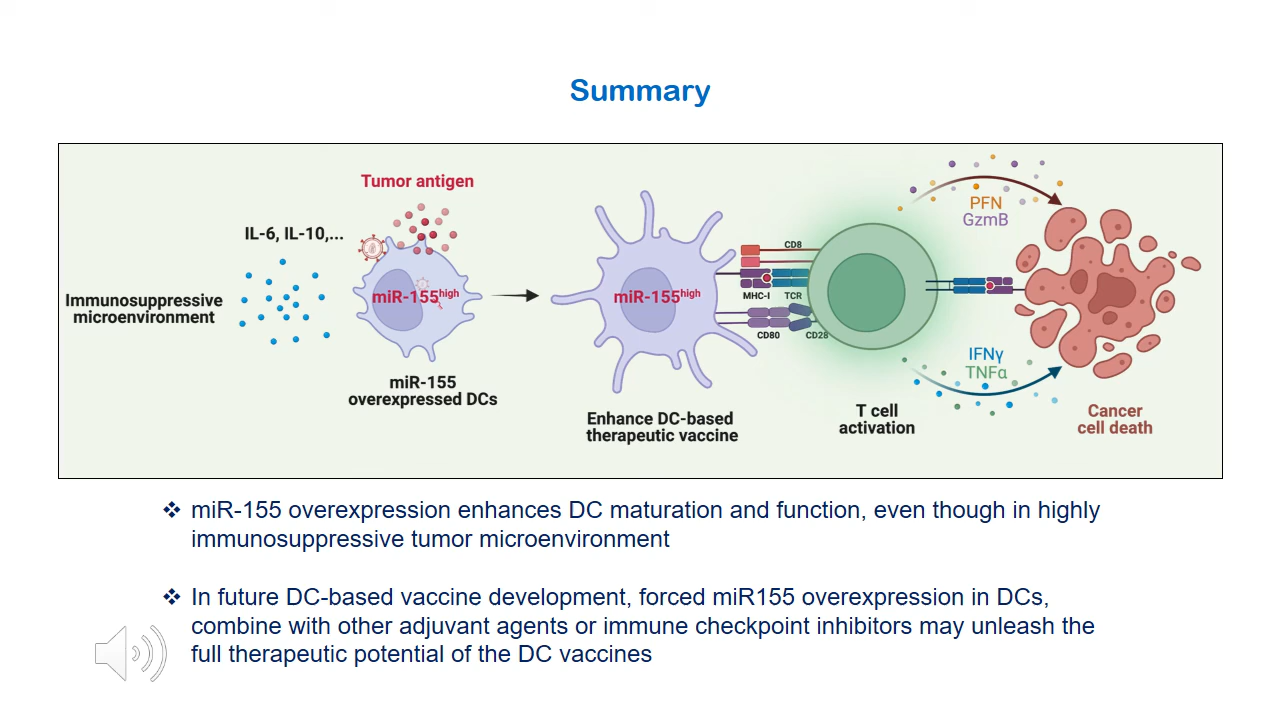 Summary
Tumor antigen
IL-6, IL-10,...
Immunosuppressive
microenvironment
miR-155high
miR-155
overexpressed DCs
miR-155high
Enhance DC-based
therapeutic vaccine
CD8
MHC-I TCR
CD80 CD28
T cell
activation
PFN
GzmB
IFNγ
TNFα
Cancer
cell death
❖ miR-155 overexpression enhances DC maturation and function, even though in highly
immunosuppressive tumor microenvironment
❖ In future DC-based vaccine development, forced miR155 overexpression in DCs,
combine with other adjuvant agents or immune checkpoint inhibitors may unleash the
full therapeutic potential of the DC vaccines